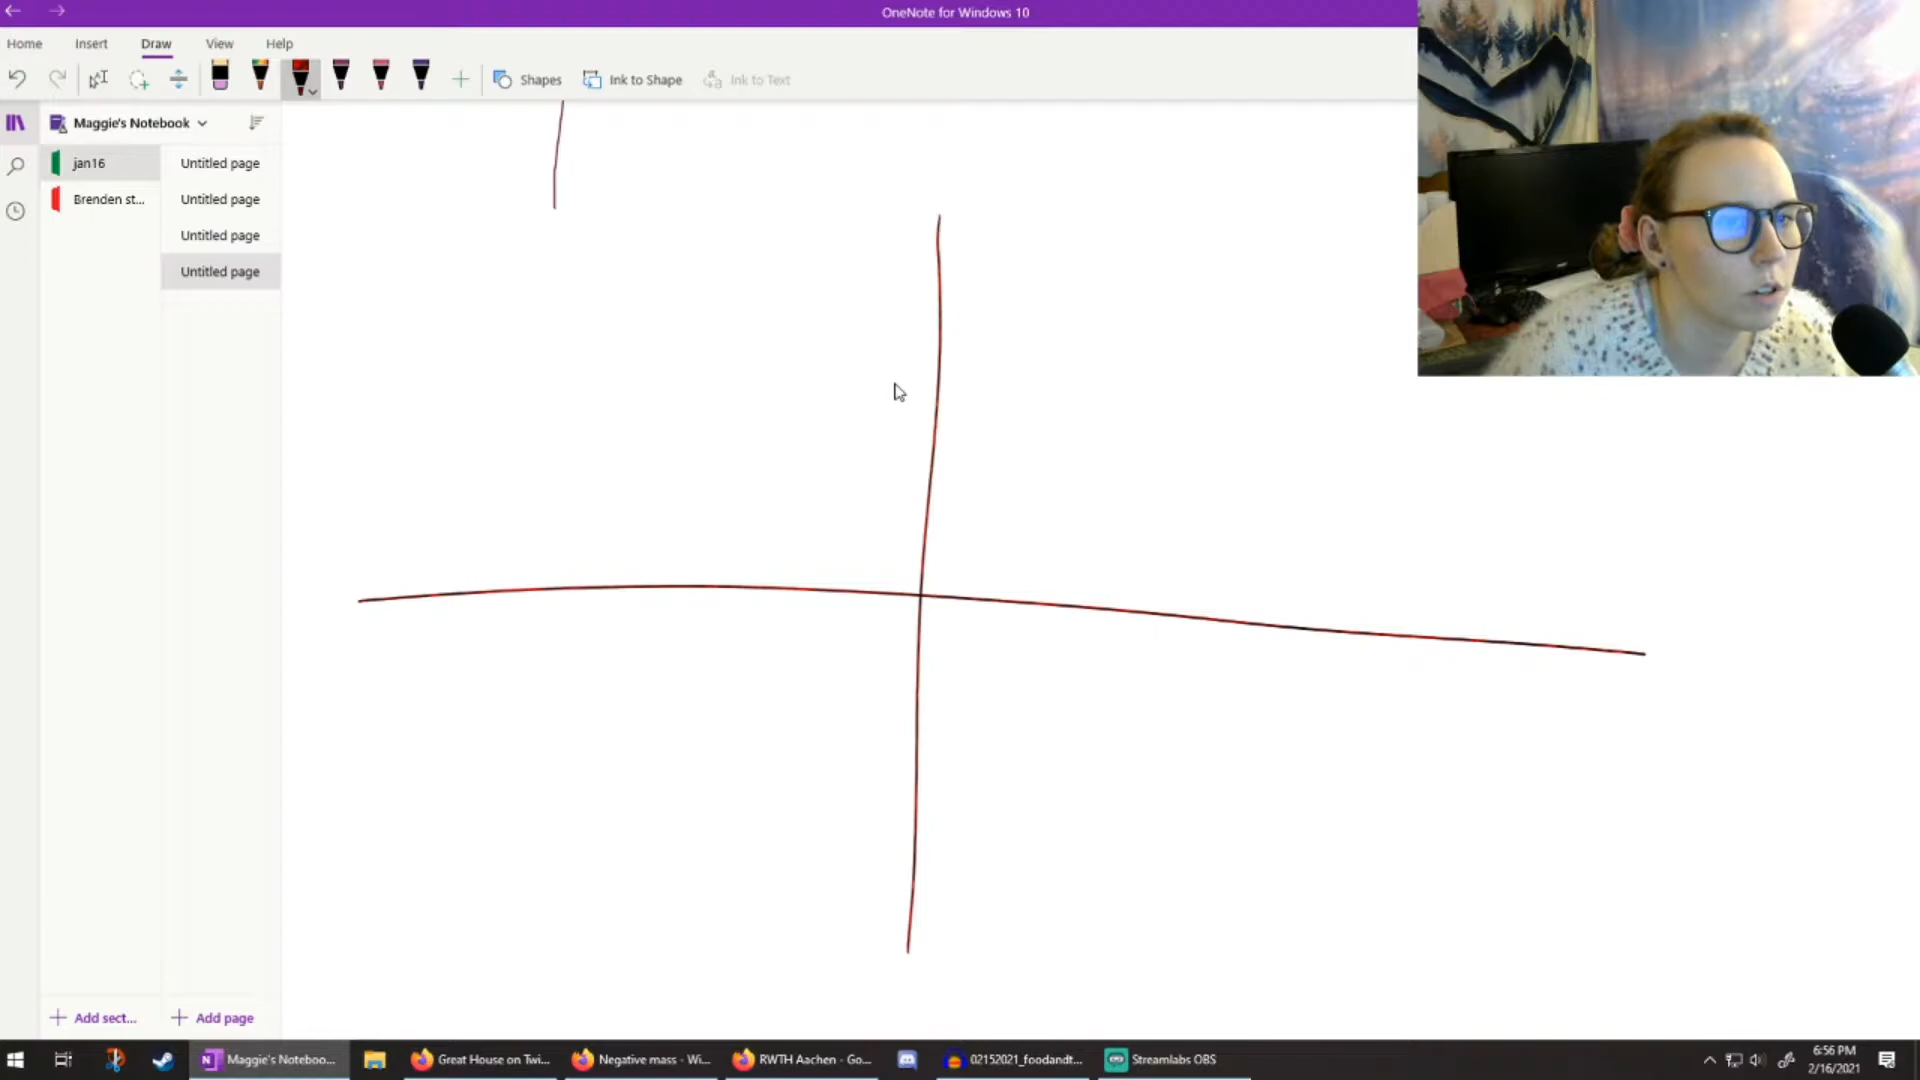 OneNote for Windows 10
Home Insert Draw View Help
Shapes Ink to Shape Ink to Text
Maggie's Notebook
jan16 Untitled page
Brenden st... Untitled page
Untitled page
Untitled page
Add sect... Add page
Maggie's Noteboo... Great House on Twi... Negative mass - Wi... RWTH Aachen - Go... 02152021_foodandt... Streamlabs OBS
6:56 PM
2/16/2021